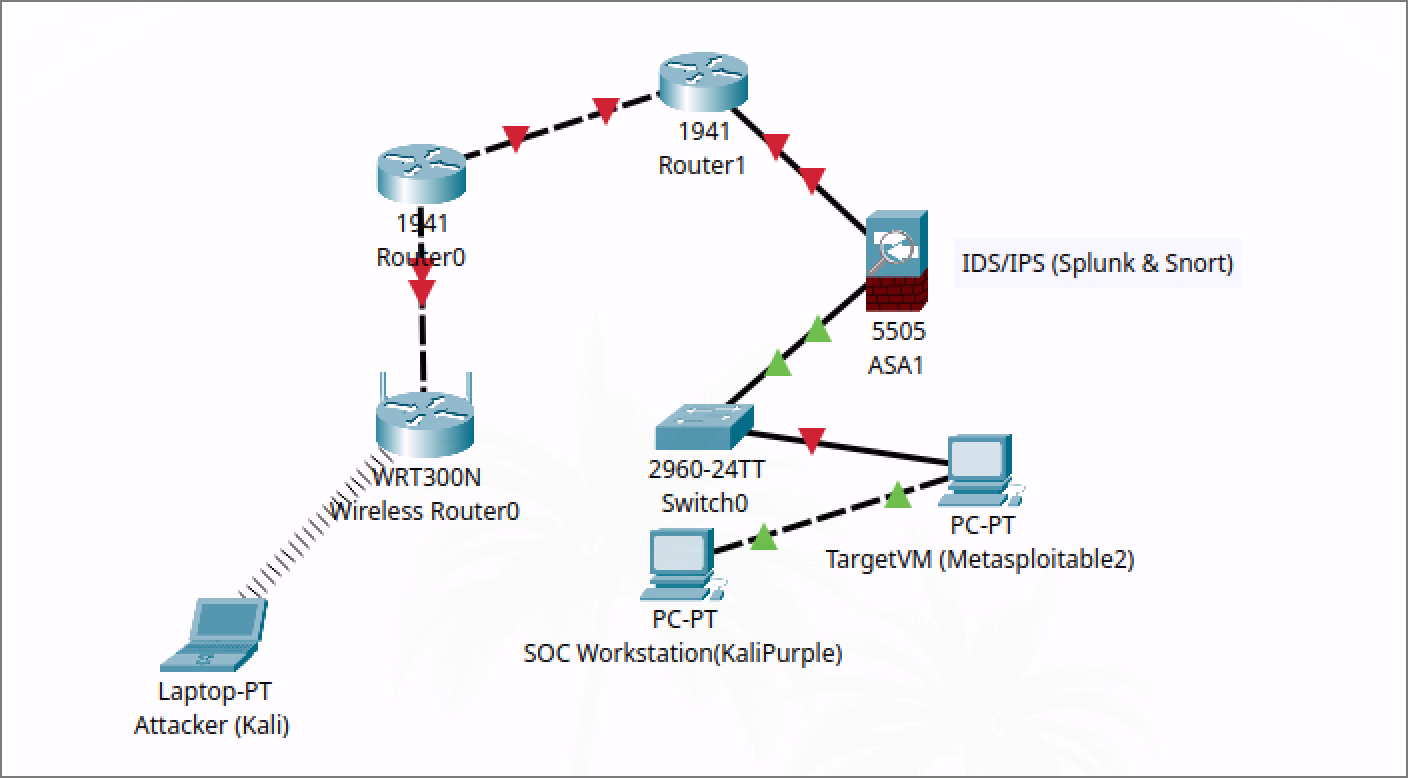 1941
Router1
1941
Router0
IDS/IPS (Splunk & Snort)
5505
ASA1
WRT300N
Wireless Router0
2960-24TT
Switch0
PC-PT
TargetVM (Metasploitable2)
PC-PT
SOC Workstation(KaliPurple)
Laptop-PT
Attacker (Kali)